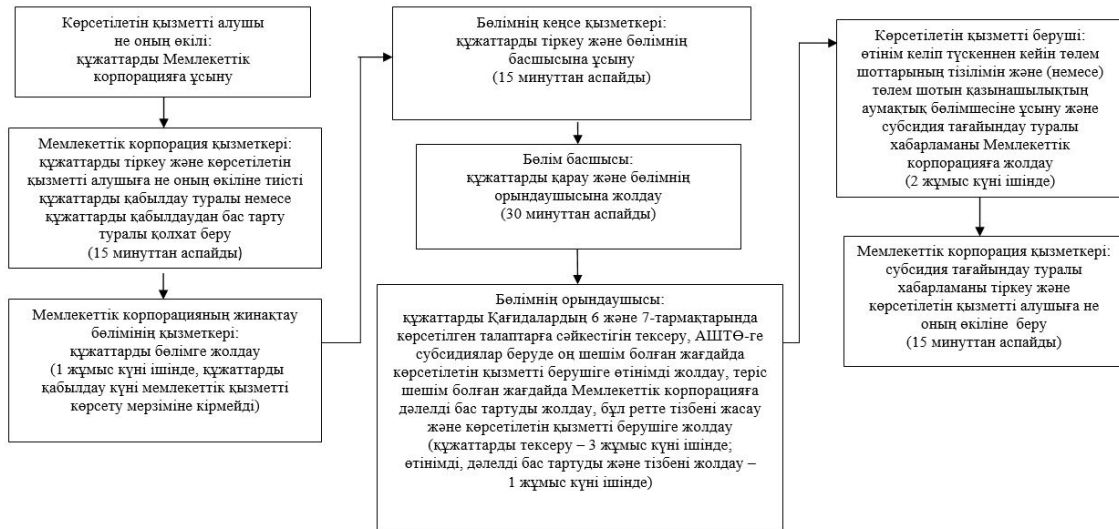 Көрсетілетін қызметті алушы
не оның өкілі:
құжаттарды Мемлекеттік
корпорацияға ұсыну
Мемлекеттік корпорация қызметкері:
құжаттарды тіркеу және көрсетілетін
қызметті алушыға не оның өкіліне тиісті
құжаттарды қабылдау туралы немесе
құжаттарды қабылдаудан бас тарту
туралы қолхат беру
(15 минуттан аспайды)
Мемлекеттік корпорацияның жинақтау
бөлімінің қызметкері:
құжаттарды бөлімге жолдау
(1 жұмыс күні ішінде, құжаттарды
қабылдау күні мемлекеттік қызметті
көрсету мерзіміне кірмейді)
Бөлімнің кеңсе қызметкері:
құжаттарды тіркеу және бөлімнің
басшысына ұсыну
(15 минуттан аспайды)
Бөлім басшысы:
құжаттарды қарау және бөлімнің
орындаушысына жолдау
(30 минуттан аспайды)
Бөлімнің орындаушысы:
құжаттарды Қағидалардың 6 және 7-тармақтарында
көрсетілген талаптарға сәйкестігін тексеру, АШТӨ-ге
субсидиялар беруде оң шешім болған жағдайда
көрсетілетін қызметті берушіге өтінімді жолдау, теріс
шешім болған жағдайда Мемлекеттік корпорацияға
дәлелді бас тартуды жолдау, бұл ретте тізбені жасау
және көрсетілетін қызметті берушіге жолдау
(құжаттарды тексеру – 3 жұмыс күні ішінде;
өтінімді, дәлелді бас тартуды және тізбені жолдау –
1 жұмыс күні ішінде)
Көрсетілетін қызметті беруші:
өтінім келіп түскеннен кейін төлем
шоттарының тізілімін және (немесе)
төлем шотын қазынашылықтың
аумақтық бөлімшесіне ұсыну және
субсидия тағайындау туралы
хабарламаны Мемлекеттік
корпорацияға жолдау
(2 жұмыс күні ішінде)
Мемлекеттік корпорация қызметкері:
субсидия тағайындау туралы
хабарламаны тіркеу және
көрсетілетін қызметті алушыға не
оның өкіліне беру
(15 минуттан аспайды)